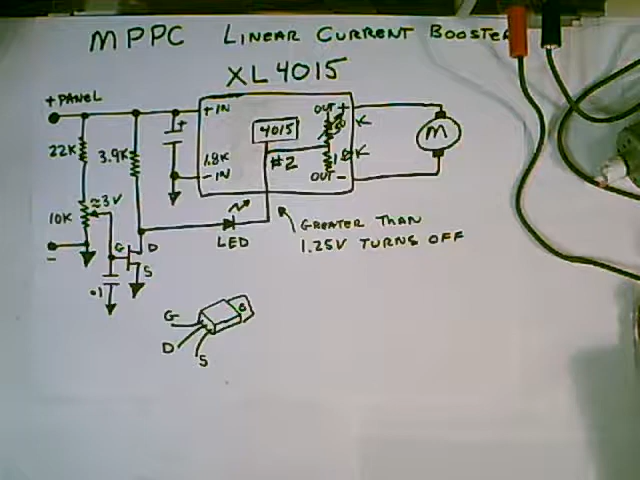 MPPC LINEAR CURRENT BOOSTER
XL4015
+ PANEL
+ IN
OUT +
22K
3.9K
+
4015
K
1.8K
- IN
#2
OUT -
M
10K
≈3V
-
G D
S
LED
GREATER THAN
1.25V TURNS OFF
.1
G
D
S